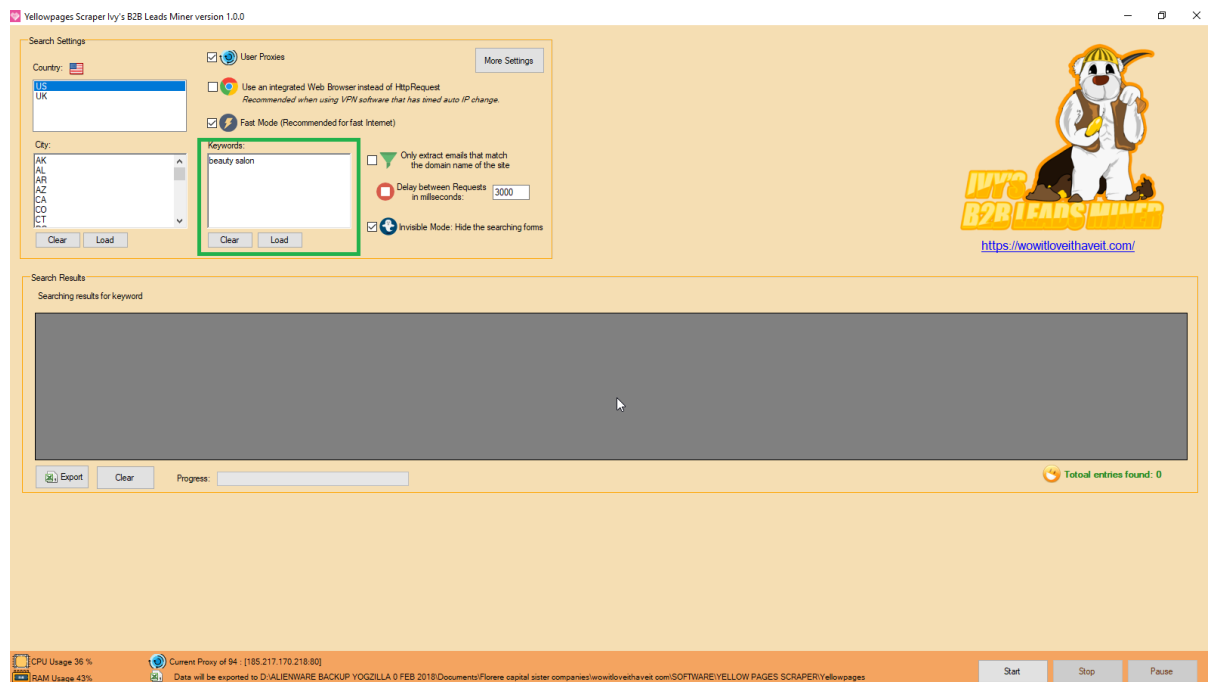 Yellowpages Scraper Ivy's B2B Leads Miner version 1.0.0
Search Settings
Country:
US
UK
User Proxies
More Settings
Use an integrated Web Browser instead of HttpRequest
Recommended when using VPN software that has timed auto IP change.
Fast Mode (Recommended for fast Internet)
City:
AK
AL
AR
AZ
CA
CO
CT
Clear
Load
Keywords:
beauty salon
Clear
Load
Only extract emails that match
the domain name of the site
Delay between Requests
in millseconds:
3000
Invisible Mode: Hide the searching forms
IVY'S
B2B LEADS MINER
https://wowitloveithaveit.com/
Search Results
Searching results for keyword
Export
Clear
Progress:
Totoal entries found: 0
CPU Usage 36 %
RAM Usage 43%
Current Proxy of 94 : [185.217.170.218:80]
Data will be exported to D:\ALIENWARE BACKUP YOGZILLA 0 FEB 2018\Documents\Florere capital sister companies\wowitloveithaveit com\SOFTWARE\YELLOW PAGES SCRAPER\Yellowpages
Start
Stop
Pause